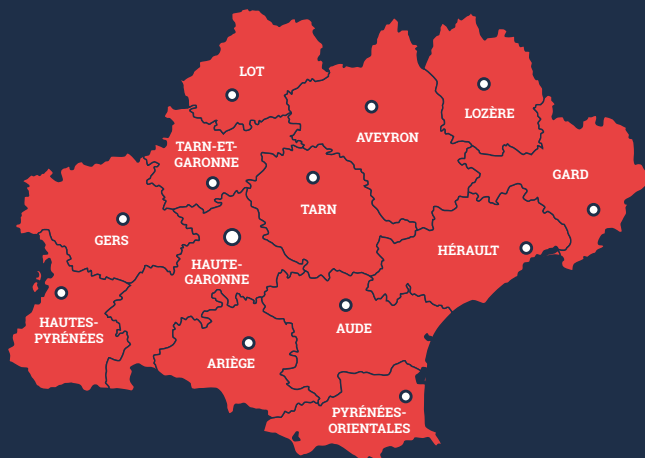 LOT
AVEYRON
LOZÈRE
TARN-ET-
GARONNE
GARD
TARN
GERS
HÉRAULT
HAUTE-
GARONNE
HAUTES-
PYRÉNÉES
AUDE
ARIÈGE
PYRÉNÉES-
ORIENTALES